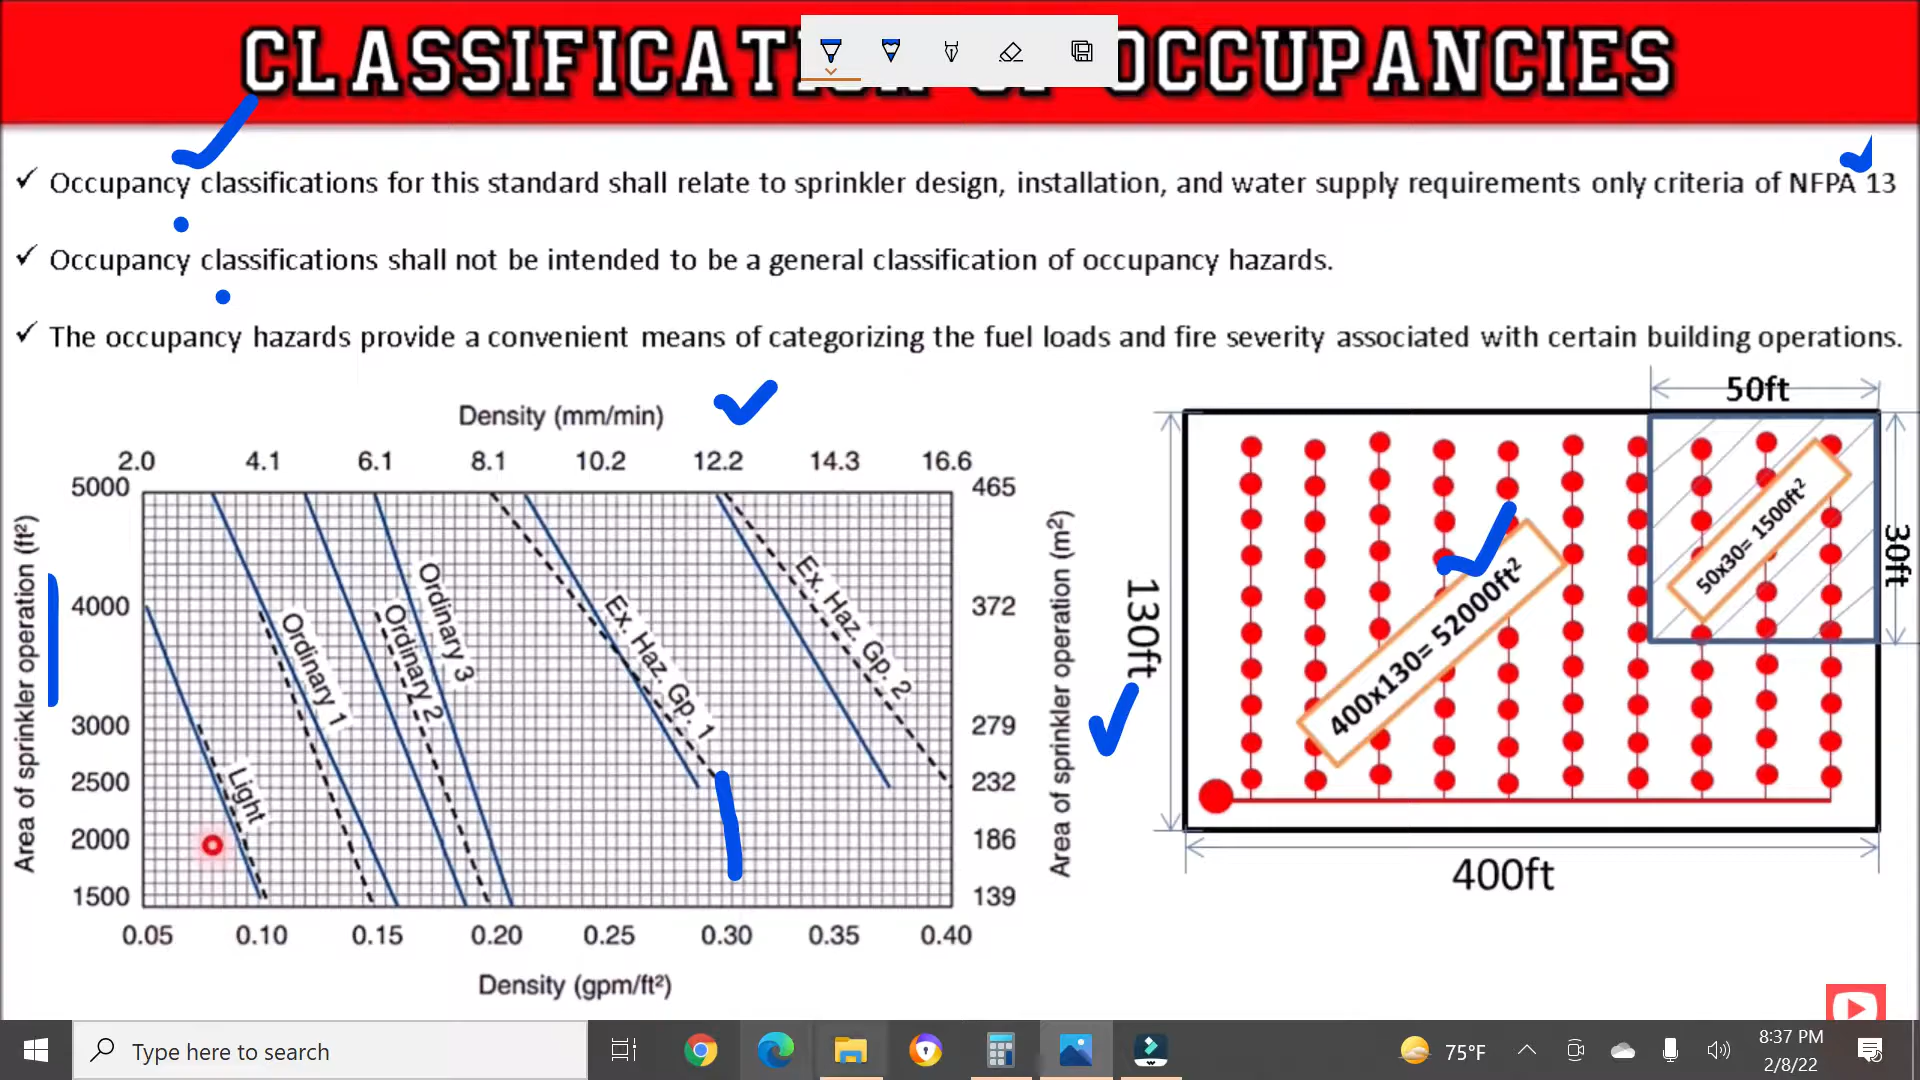 CLASSIFICAT OCCUPANCIES
Occupancy classifications for this standard shall relate to sprinkler design, installation, and water supply requirements only criteria of NFPA 13
Occupancy classifications shall not be intended to be a general classification of occupancy hazards.
The occupancy hazards provide a convenient means of categorizing the fuel loads and fire severity associated with certain building operations.
Density (mm/min)
2.0 4.1 6.1 8.1 10.2 12.2 14.3 16.6
5000 465
4000 372
3000 279
2500 232
2000 186
1500 139
0.05 0.10 0.15 0.20 0.25 0.30 0.35 0.40
Density (gpm/ft²)
Area of sprinkler operation (ft²)
Area of sprinkler operation (m²)
Light
Ordinary 1
Ordinary 2
Ordinary 3
Ex. Haz. Gp. 1
Ex. Haz. Gp. 2
50ft
30ft
50x30= 1500ft²
130ft
400x130= 52000ft²
400ft
Type here to search
75°F
8:37 PM
2/8/22